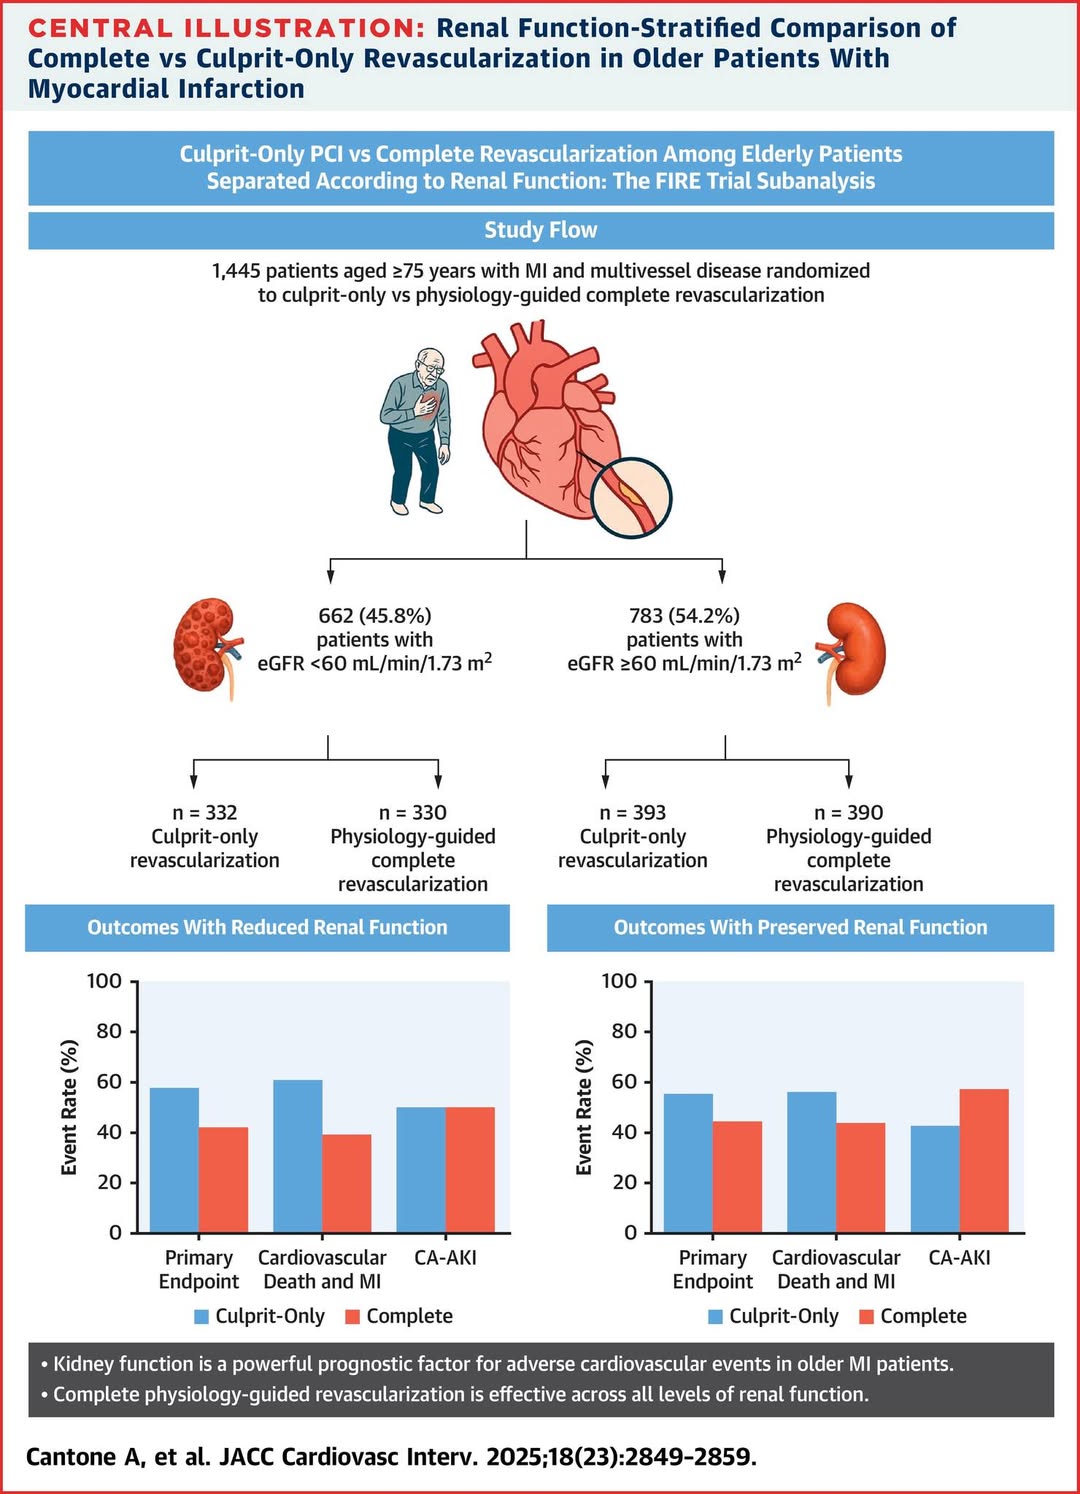 CENTRAL ILLUSTRATION: Renal Function-Stratified Comparison of
Complete vs Culprit-Only Revascularization in Older Patients With
Myocardial Infarction
Culprit-Only PCI vs Complete Revascularization Among Elderly Patients
Separated According to Renal Function: The FIRE Trial Subanalysis
Study Flow
1,445 patients aged ≥75 years with MI and multivessel disease randomized
to culprit-only vs physiology-guided complete revascularization
662 (45.8%)
patients with
eGFR <60 mL/min/1.73 m²
783 (54.2%)
patients with
eGFR ≥60 mL/min/1.73 m²
n = 332
Culprit-only
revascularization
n = 330
Physiology-guided
complete
revascularization
n = 393
Culprit-only
revascularization
n = 390
Physiology-guided
complete
revascularization
Outcomes With Reduced Renal Function
Event Rate (%)
100
80
60
40
20
0
Primary
Endpoint
Cardiovascular
Death and MI
CA-AKI
Culprit-Only
Complete
Outcomes With Preserved Renal Function
Event Rate (%)
100
80
60
40
20
0
Primary
Endpoint
Cardiovascular
Death and MI
CA-AKI
Culprit-Only
Complete
• Kidney function is a powerful prognostic factor for adverse cardiovascular events in older MI patients.
• Complete physiology-guided revascularization is effective across all levels of renal function.
Cantone A, et al. JACC Cardiovasc Interv. 2025;18(23):2849–2859.